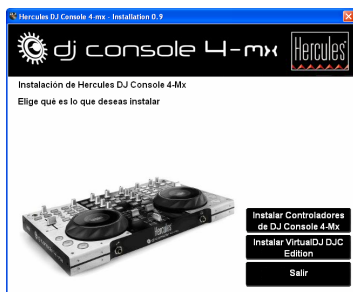 Hercules DJ Console 4-mx - Installation 0.9
dj console 4-mx
Hercules
Instalación de Hercules DJ Console 4-Mx
Elige qué es lo que deseas instalar
Hercules
Instalar Controladores
de DJ Console 4-Mx
Instalar VirtualDJ DJC
Edition
Salir